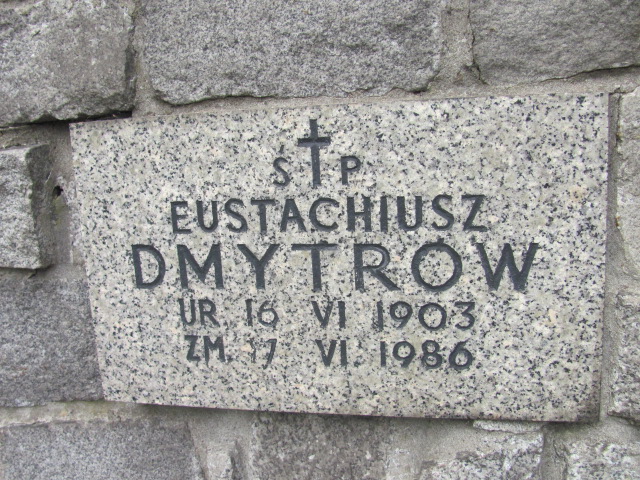 Ś P
EUSTACHIUSZ
DMYTRÓW
UR 16 VI 1903
ZM. 17 VI. 1986